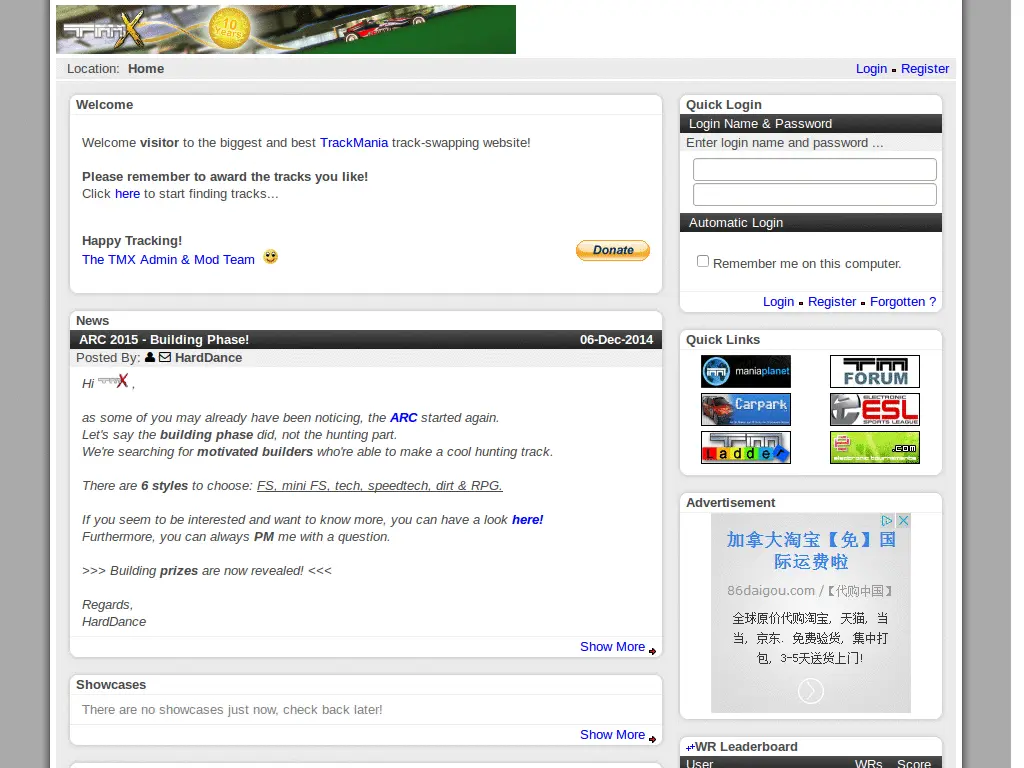 TMX
10
Years
Location: Home
Login Register
Welcome
Welcome visitor to the biggest and best TrackMania track-swapping website!
Please remember to award the tracks you like!
Click here to start finding tracks...
Happy Tracking!
The TMX Admin & Mod Team
Donate
News
ARC 2015 - Building Phase! 06-Dec-2014
Posted By: HardDance
Hi TMX ,
as some of you may already have been noticing, the ARC started again.
Let's say the building phase did, not the hunting part.
We're searching for motivated builders who're able to make a cool hunting track.
There are 6 styles to choose: FS, mini FS, tech, speedtech, dirt & RPG.
If you seem to be interested and want to know more, you can have a look here!
Furthermore, you can always PM me with a question.
>>> Building prizes are now revealed! <<<
Regards,
HardDance
Show More
Showcases
There are no showcases just now, check back later!
Show More
Quick Login
Login Name & Password
Enter login name and password ...
Automatic Login
Remember me on this computer.
Login Register Forgotten ?
Quick Links
maniaplanet
TM FORUM
Carpark
ELECTRONIC
ESL
SPORTS LEAGUE
TM
Ladder
.com
electronic tournaments
Advertisement
加拿大淘宝【免】国
际运费啦
86daigou.com /【代购中国】
全球原价代购淘宝，天猫，当
当，京东．免费验货，集中打
包，3-5天送货上门!
WR Leaderboard
User WRs Score